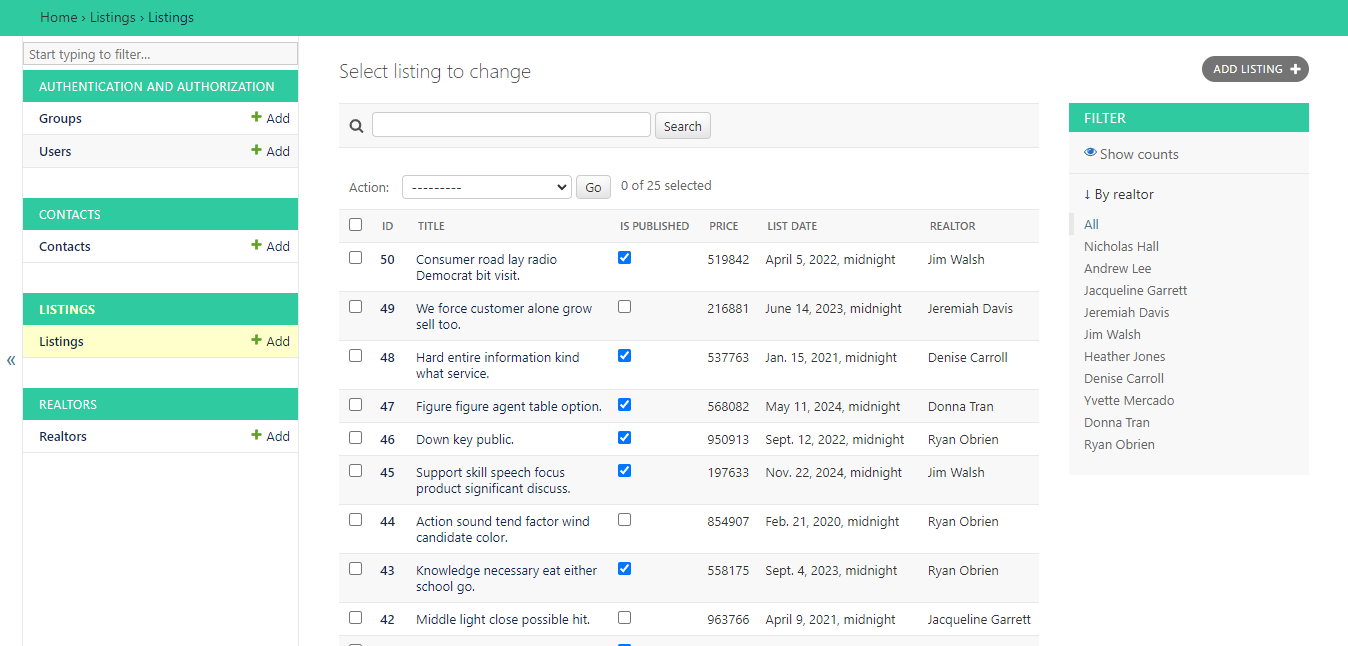 Home › Listings › Listings
Start typing to filter...
AUTHENTICATION AND AUTHORIZATION
Groups Add
Users Add
CONTACTS
Contacts Add
LISTINGS
Listings Add
REALTORS
Realtors Add
«
Select listing to change
ADD LISTING +
Search
Action: --------- Go 0 of 25 selected
ID TITLE IS PUBLISHED PRICE LIST DATE REALTOR
50 Consumer road lay radio 519842 April 5, 2022, midnight Jim Walsh
Democrat bit visit.
49 We force customer alone grow 216881 June 14, 2023, midnight Jeremiah Davis
sell too.
48 Hard entire information kind 537763 Jan. 15, 2021, midnight Denise Carroll
what service.
47 Figure figure agent table option. 568082 May 11, 2024, midnight Donna Tran
46 Down key public. 950913 Sept. 12, 2022, midnight Ryan Obrien
45 Support skill speech focus 197633 Nov. 22, 2024, midnight Jim Walsh
product significant discuss.
44 Action sound tend factor wind 854907 Feb. 21, 2020, midnight Ryan Obrien
candidate color.
43 Knowledge necessary eat either 558175 Sept. 4, 2023, midnight Ryan Obrien
school go.
42 Middle light close possible hit. 963766 April 9, 2021, midnight Jacqueline Garrett
FILTER
Show counts
↓ By realtor
All
Nicholas Hall
Andrew Lee
Jacqueline Garrett
Jeremiah Davis
Jim Walsh
Heather Jones
Denise Carroll
Yvette Mercado
Donna Tran
Ryan Obrien